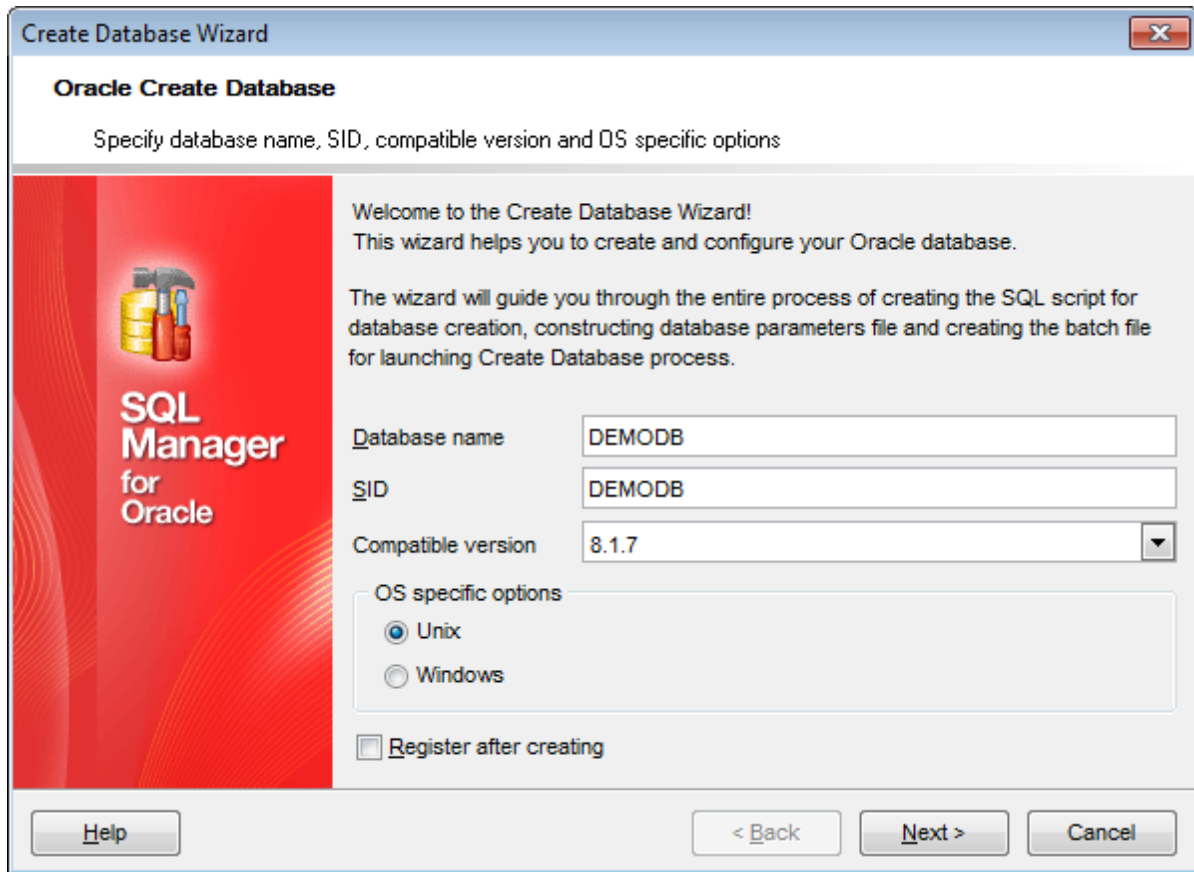 Create Database Wizard
Oracle Create Database
Specify database name, SID, compatible version and OS specific options
Welcome to the Create Database Wizard!
This wizard helps you to create and configure your Oracle database.
The wizard will guide you through the entire process of creating the SQL script for
database creation, constructing database parameters file and creating the batch file
for launching Create Database process.
SQL
Manager
for
Oracle
Database name DEMODB
SID DEMODB
Compatible version 8.1.7
OS specific options
Unix
Windows
Register after creating
Help < Back Next > Cancel